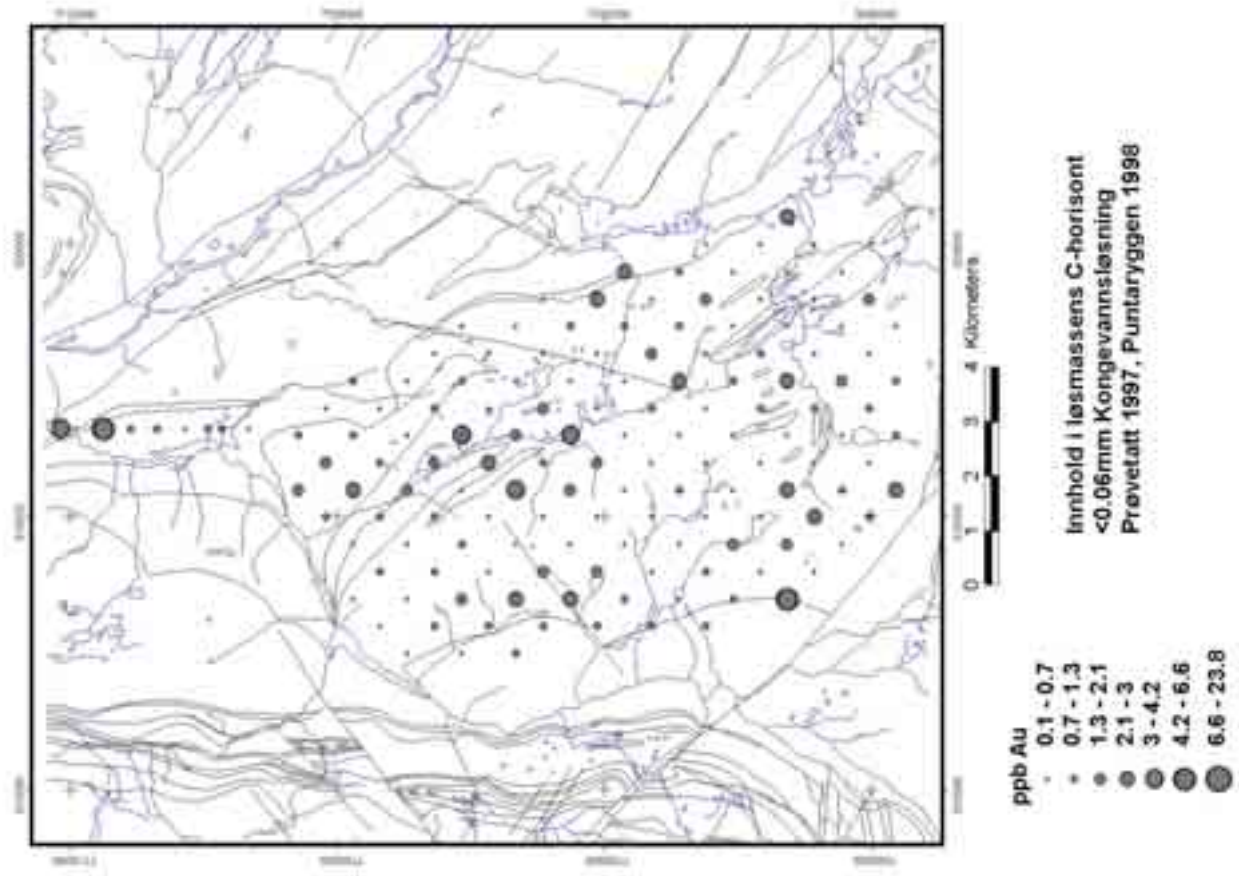 ppb Au
0.1 - 0.7
0.7 - 1.3
1.3 - 2.1
2.1 - 3
3 - 4.2
4.2 - 6.6
6.6 - 23.8
0 1 2 3 4 Kilometers
Innhold i løsmassens C-horisont
<0.06mm Kongevannsløsning
Prøvetatt 1997, Puntaryggen 1998